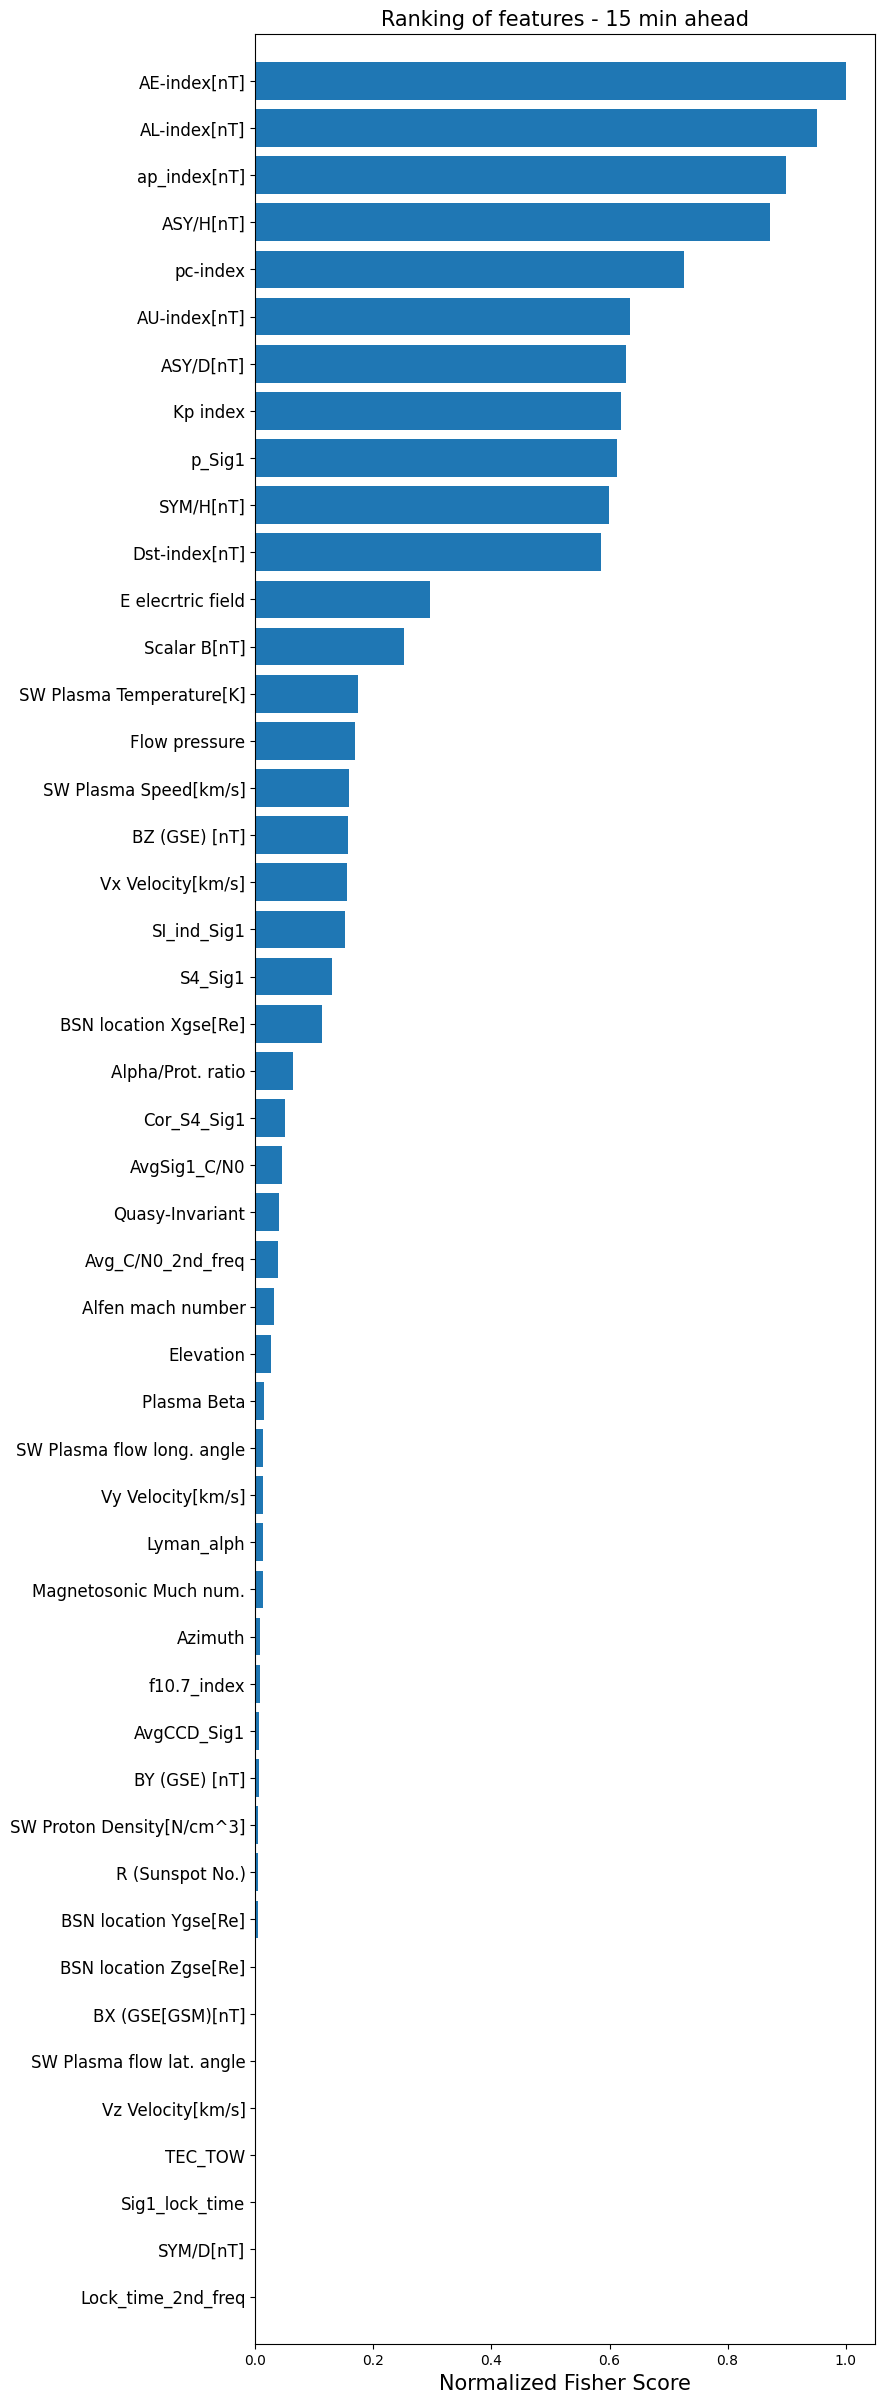 Ranking of features - 15 min ahead
AE-index[nT]
AL-index[nT]
ap_index[nT]
ASY/H[nT]
pc-index
AU-index[nT]
ASY/D[nT]
Kp index
p_Sig1
SYM/H[nT]
Dst-index[nT]
E elecrtric field
Scalar B[nT]
SW Plasma Temperature[K]
Flow pressure
SW Plasma Speed[km/s]
BZ (GSE) [nT]
Vx Velocity[km/s]
SI_ind_Sig1
S4_Sig1
BSN location Xgse[Re]
Alpha/Prot. ratio
Cor_S4_Sig1
AvgSig1_C/N0
Quasy-Invariant
Avg_C/N0_2nd_freq
Alfen mach number
Elevation
Plasma Beta
SW Plasma flow long. angle
Vy Velocity[km/s]
Lyman_alph
Magnetosonic Much num.
Azimuth
f10.7_index
AvgCCD_Sig1
BY (GSE) [nT]
SW Proton Density[N/cm^3]
R (Sunspot No.)
BSN location Ygse[Re]
BSN location Zgse[Re]
BX (GSE[GSM)[nT]
SW Plasma flow lat. angle
Vz Velocity[km/s]
TEC_TOW
Sig1_lock_time
SYM/D[nT]
Lock_time_2nd_freq
0.0 0.2 0.4 0.6 0.8 1.0
Normalized Fisher Score